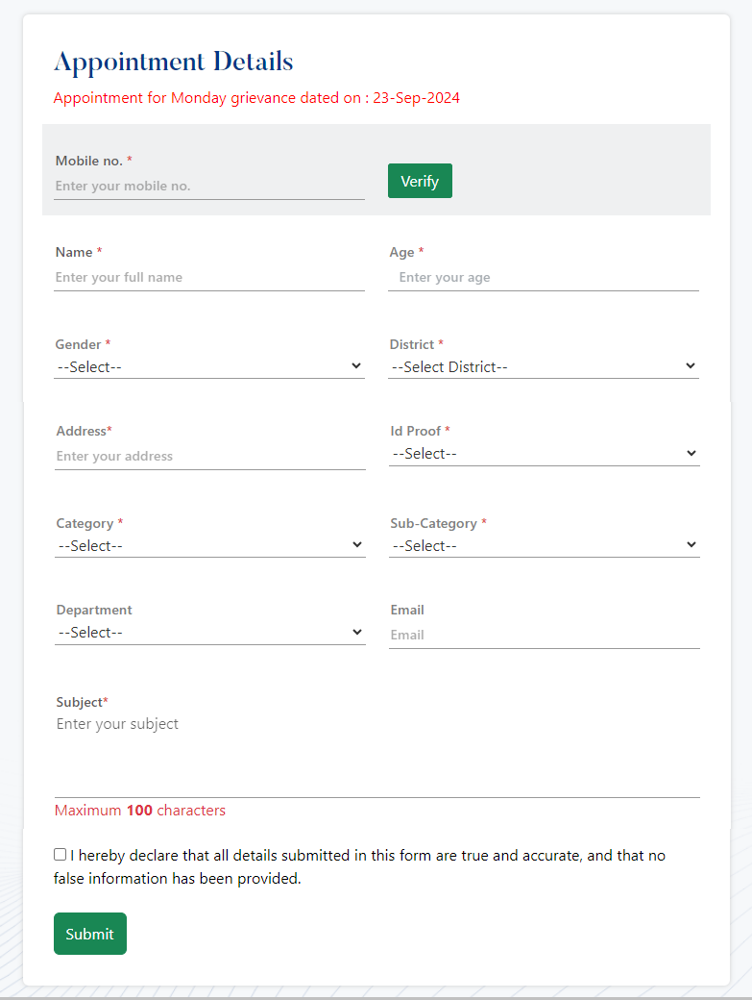 Appointment Details
Appointment for Monday grievance dated on : 23-Sep-2024
Mobile no. *
Enter your mobile no.
Verify
Name *
Age *
Enter your full name
Enter your age
Gender *
District *
--Select--
--Select District--
Address*
Id Proof *
Enter your address
--Select--
Category *
Sub-Category *
--Select--
--Select--
Department
Email
--Select--
Email
Subject*
Enter your subject
Maximum 100 characters
I hereby declare that all details submitted in this form are true and accurate, and that no
false information has been provided.
Submit